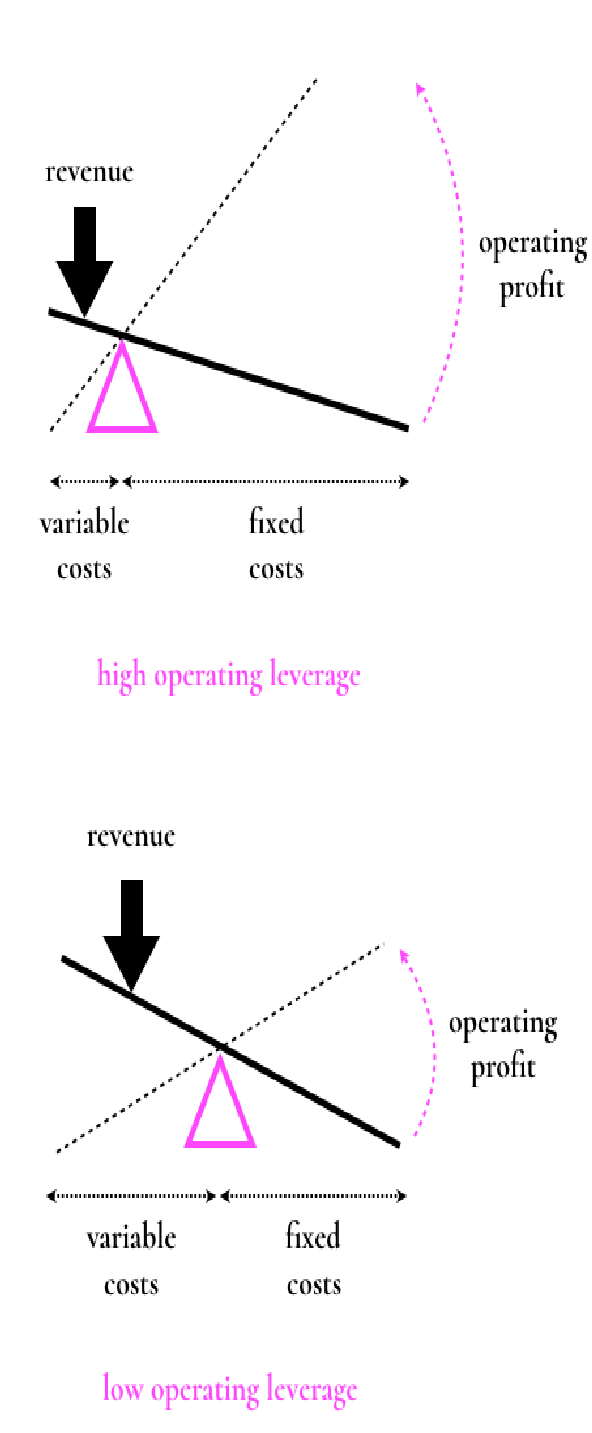 revenue
operating
profit
variable
costs
fixed
costs
high operating leverage
revenue
operating
profit
variable
costs
fixed
costs
low operating leverage